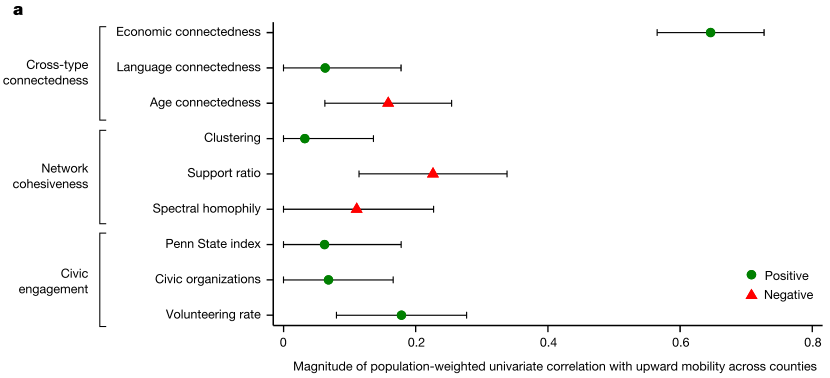 a
Cross-type
connectedness
Economic connectedness
Language connectedness
Age connectedness
Network
cohesiveness
Clustering
Support ratio
Spectral homophily
Civic
engagement
Penn State index
Civic organizations
Volunteering rate
Positive
Negative
0 0.2 0.4 0.6 0.8
Magnitude of population-weighted univariate correlation with upward mobility across counties